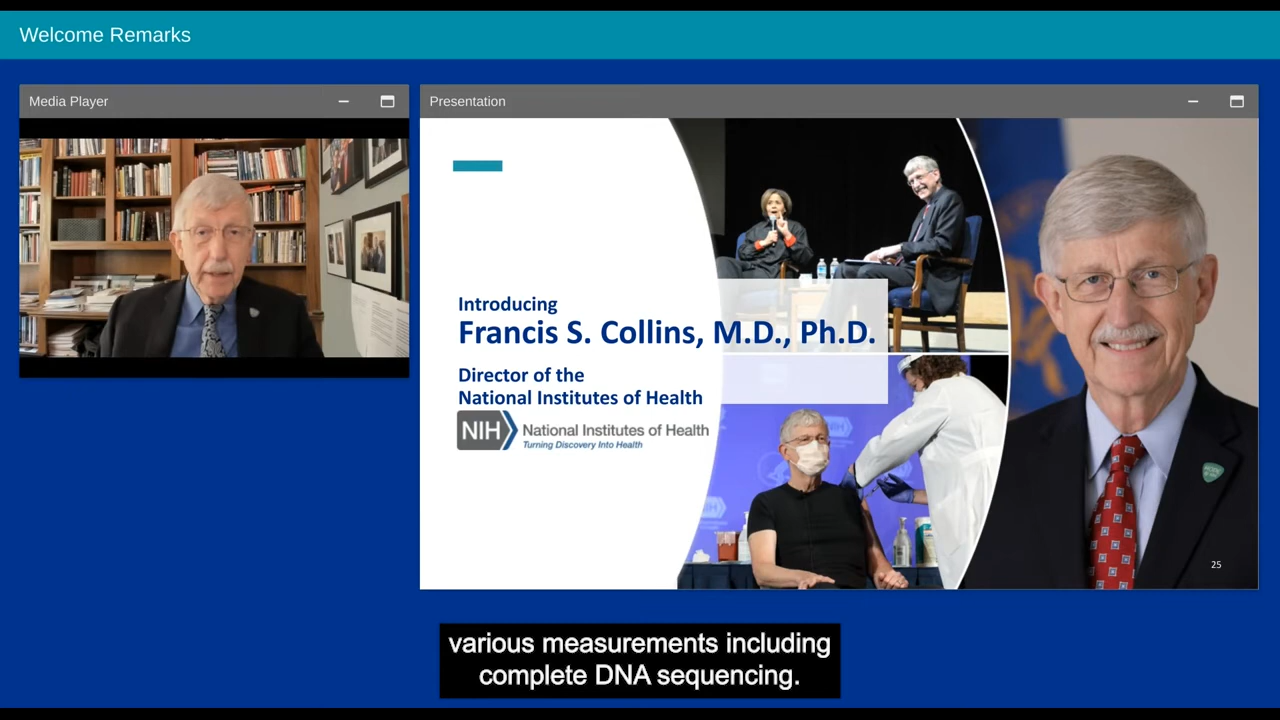 Welcome Remarks
Media Player
Presentation
Introducing
Francis S. Collins, M.D., Ph.D.
Director of the
National Institutes of Health
NIH National Institutes of Health
Turning Discovery Into Health
25
various measurements including
complete DNA sequencing.